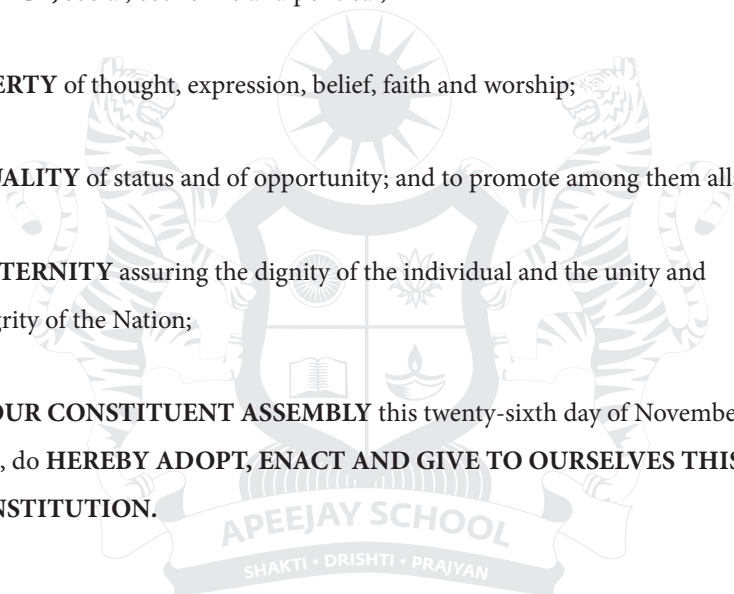 ERTY of thought, expression, belief, faith and worship;
UALITY of status and of opportunity; and to promote among them all;
TERNITY assuring the dignity of the individual and the unity and
grity of the Nation;
OUR CONSTITUENT ASSEMBLY this twenty-sixth day of Novembe
, do HEREBY ADOPT, ENACT AND GIVE TO OURSELVES THIS
NSTITUTION.
APEEJAY SCHOOL
SHAKTI • DRISHTI • PRAJYAN